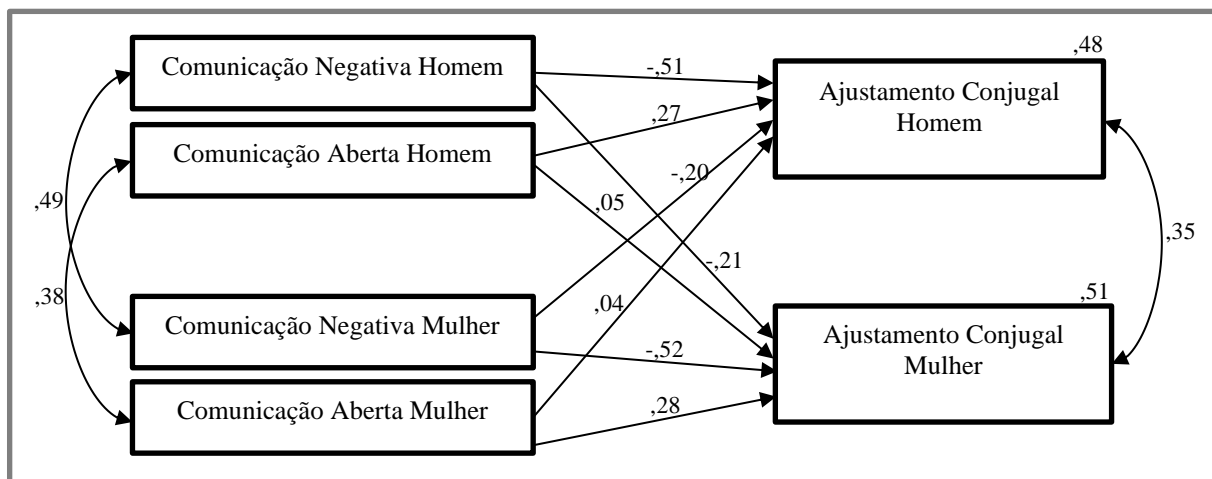 ,48
Comunicação Negativa Homem
-,51
Ajustamento Conjugal
Homem
,27
Comunicação Aberta Homem
-,20
,49
,05
,35
-,21
,38
,04
,51
Comunicação Negativa Mulher
Ajustamento Conjugal
Mulher
-,52
Comunicação Aberta Mulher
,28